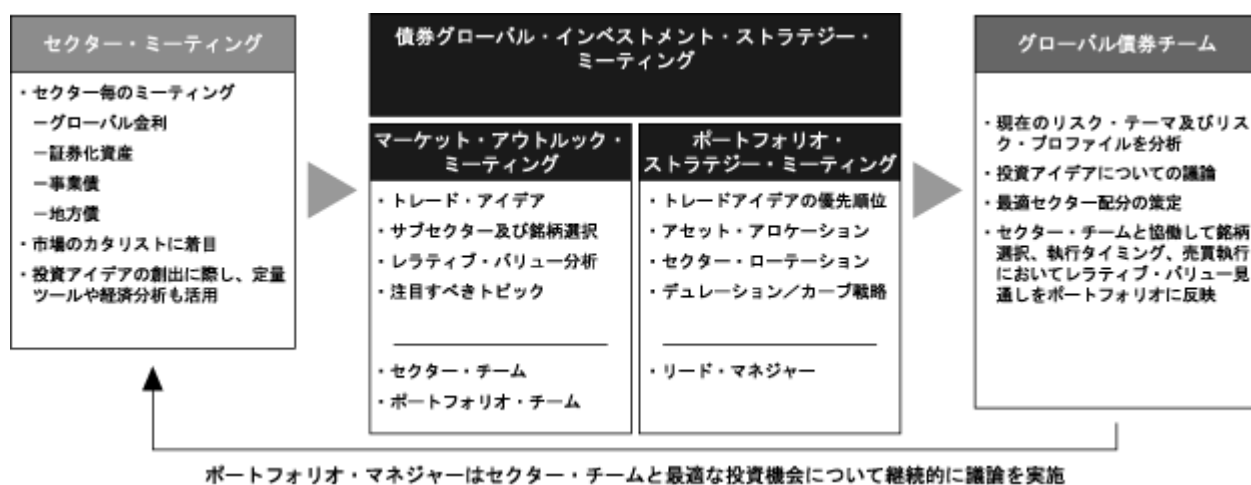 セクター・ミーティング
・セクター毎のミーティング
－グローバル金利
－証券化資産
－事業債
－地方債
・市場のカタリストに着目
・投資アイデアの創出に際し、定量
ツールや経済分析も活用
債券グローバル・インベストメント・ストラテジー・
ミーティング
マーケット・アウトルック・
ミーティング
・トレード・アイデア
・サブセクター及び銘柄選択
・レラティブ・バリュー分析
・注目すべきトピック
・セクター・チーム
・ポートフォリオ・チーム
ポートフォリオ・
ストラテジー・ミーティング
・トレードアイデアの優先順位
・アセット・アロケーション
・セクター・ローテーション
・デュレーション／カーブ戦略
・リード・マネジャー
グローバル債券チーム
・現在のリスク・テーマ及びリス
ク・プロファイルを分析
・投資アイデアについての議論
・最適セクター配分の策定
・セクター・チームと協働して銘柄
選択、執行タイミング、売買執行
においてレラティブ・バリュー見
通しをポートフォリオに反映
ポートフォリオ・マネジャーはセクター・チームと最適な投資機会について継続的に議論を実施